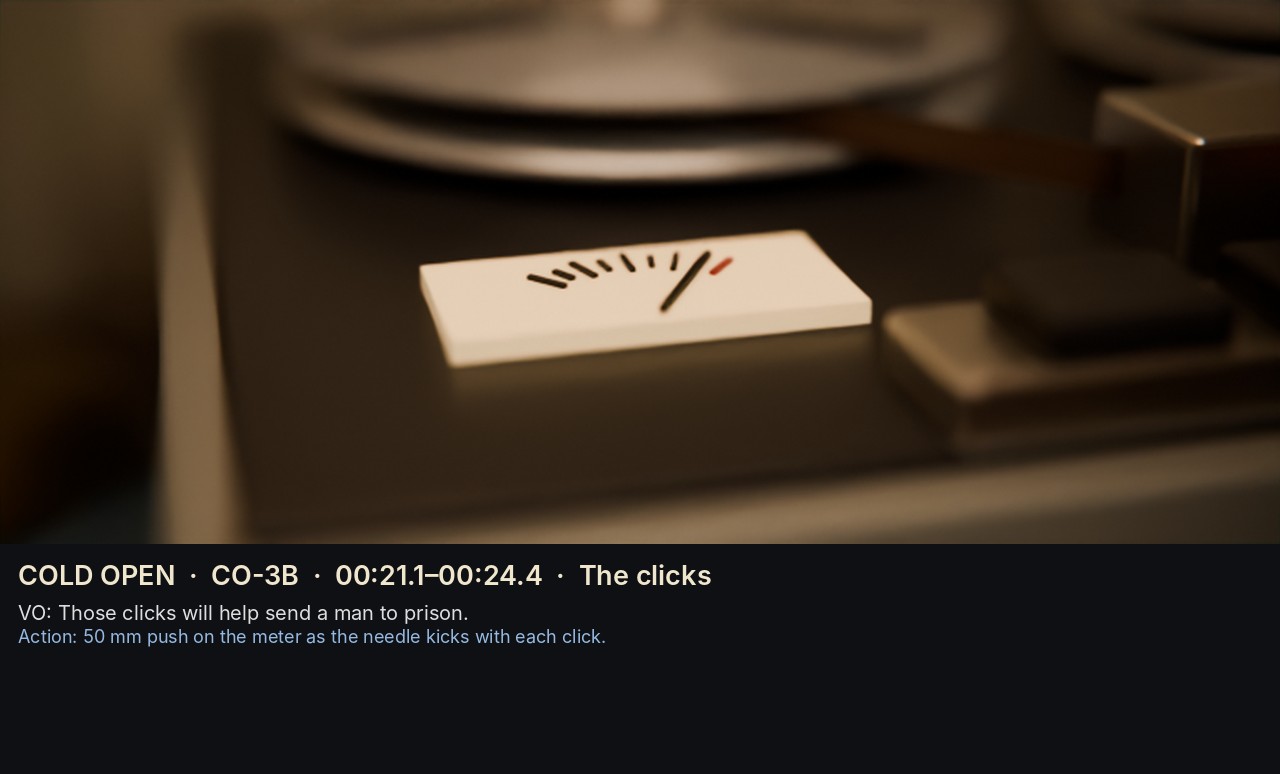 COLD OPEN · CO-3B · 00:21.1–00:24.4 · The clicks
VO: Those clicks will help send a man to prison.
Action: 50 mm push on the meter as the needle kicks with each click.